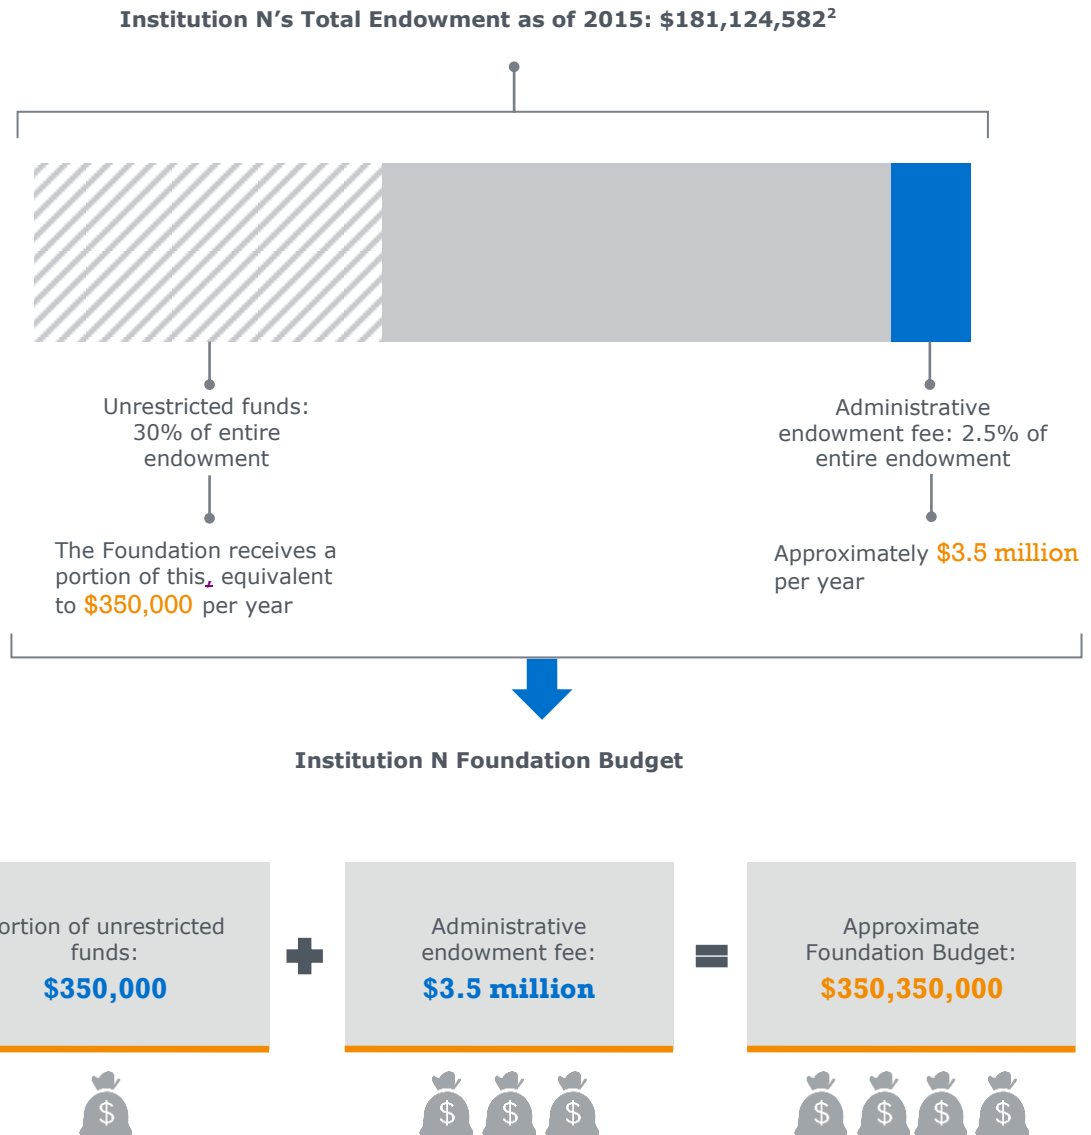 Institution N’s Total Endowment as of 2015: $181,124,582²
Unrestricted funds:
30% of entire
endowment
Administrative
endowment fee: 2.5% of
entire endowment
The Foundation receives a
portion of this, equivalent
to $350,000 per year
Approximately $3.5 million
per year
Institution N Foundation Budget
ortion of unrestricted
funds:
$350,000
Administrative
endowment fee:
$3.5 million
Approximate
Foundation Budget:
$350,350,000
$
$ $ $
$ $ $ $